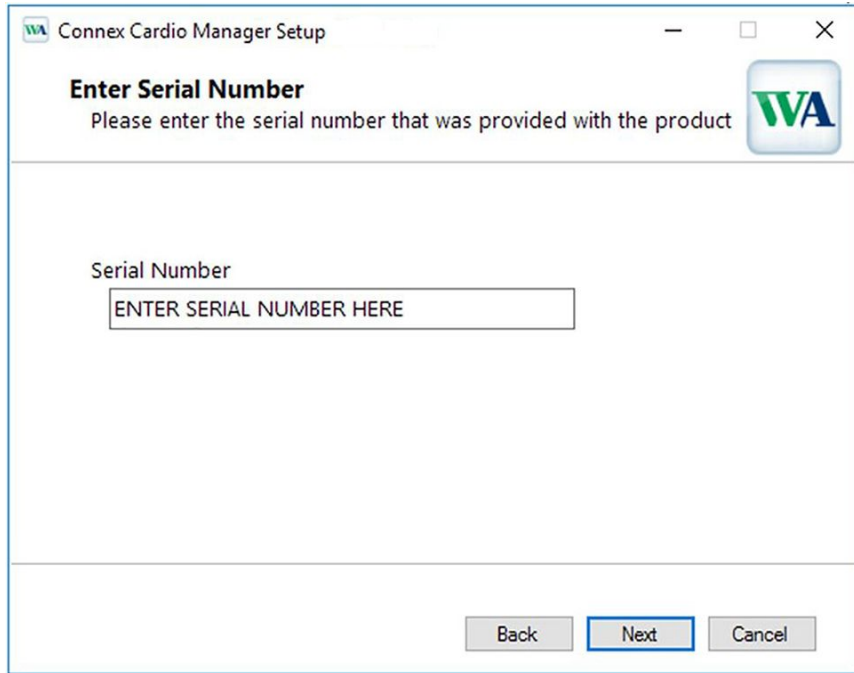 WA Connex Cardio Manager Setup
Enter Serial Number
Please enter the serial number that was provided with the product
WA
Serial Number
ENTER SERIAL NUMBER HERE
Back Next Cancel